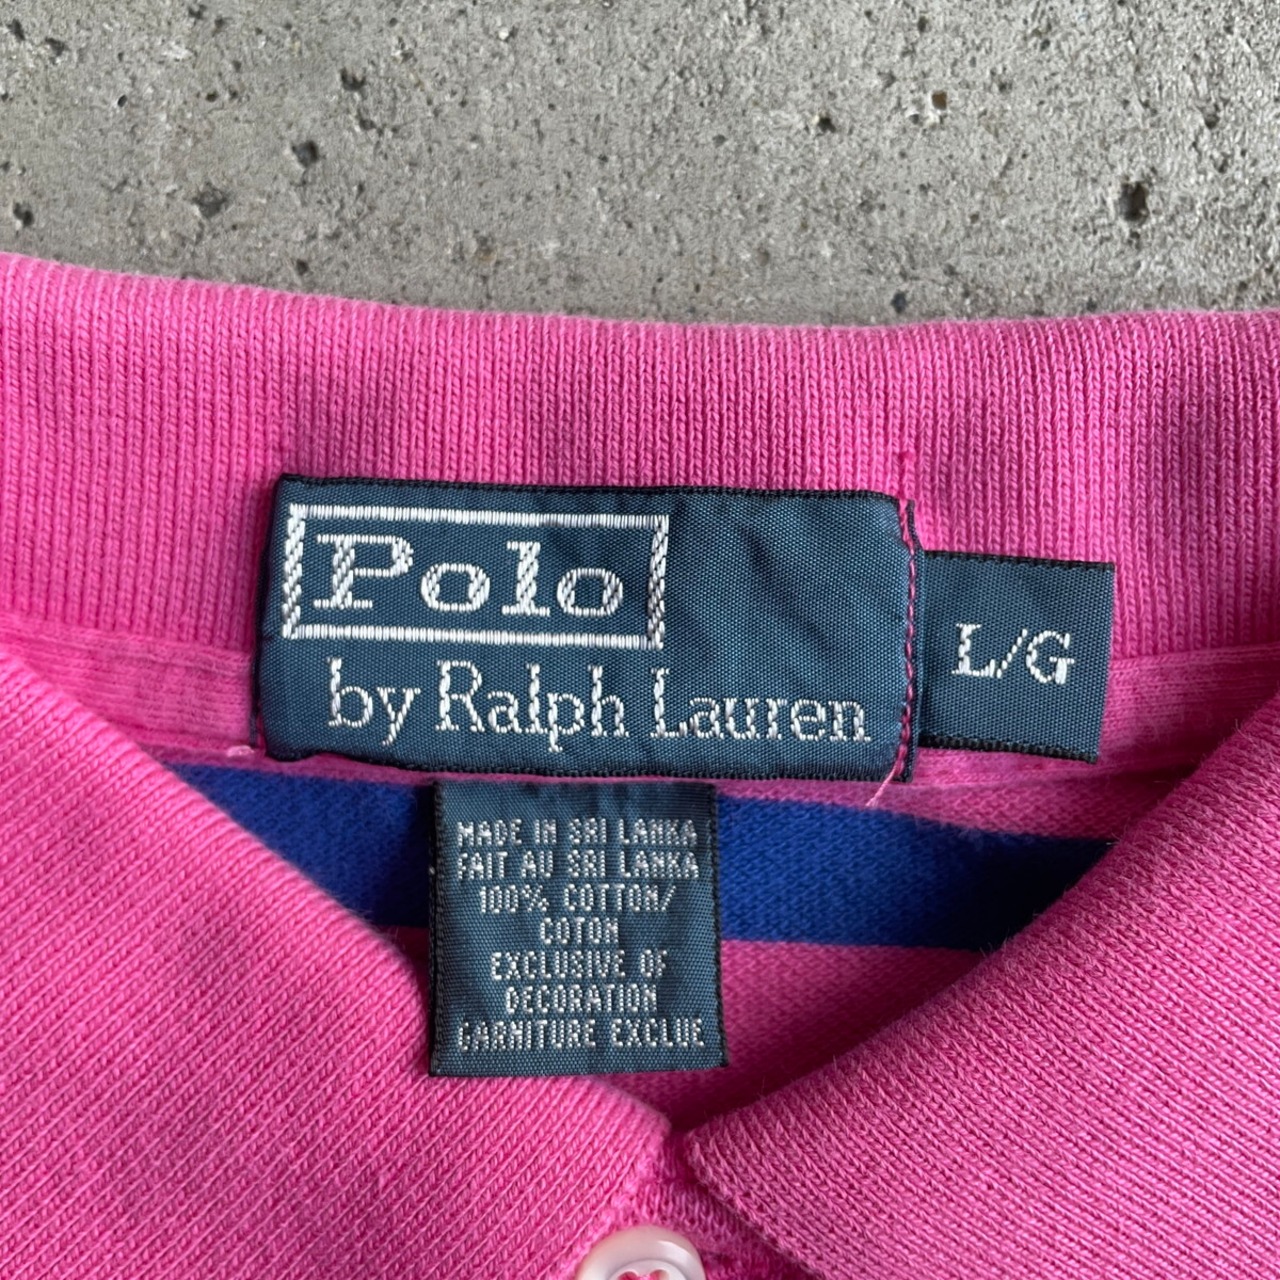 Polo
by Ralph Lauren
L/G
MADE IN SRI LANKA
FAIT AU SRI LANKA
100% COTTON/
COTON
EXCLUSIVE OF
DECORATION
GARNITURE EXCLUE